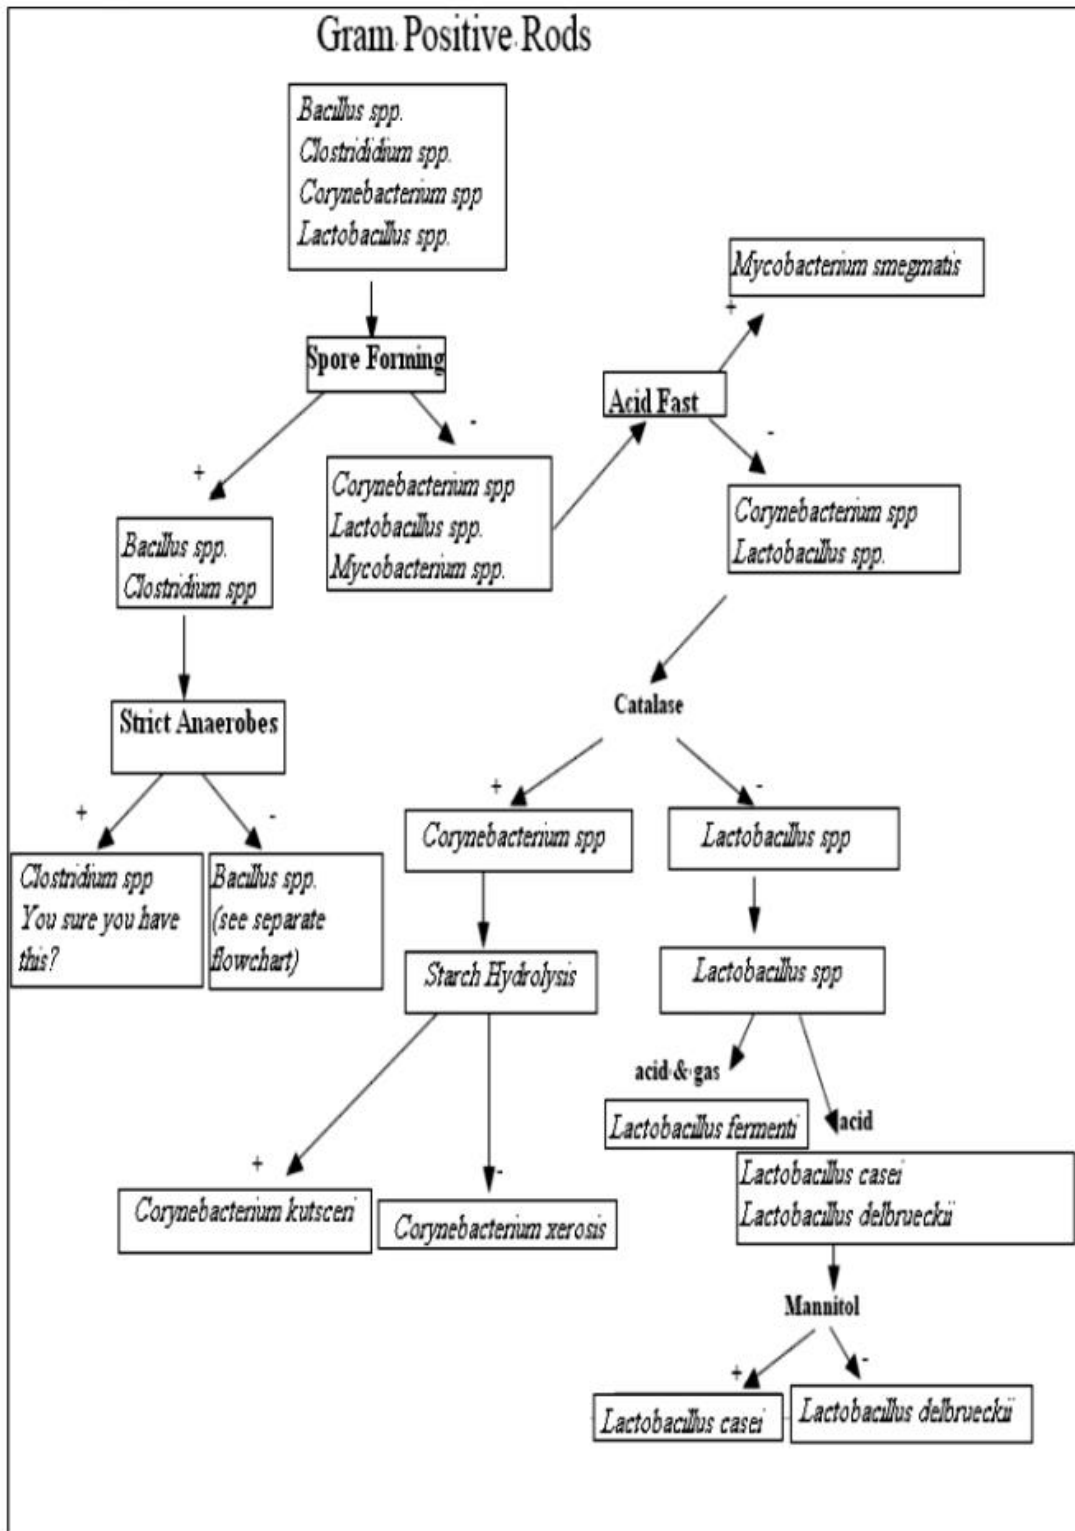 Gram Positive Rods
Bacillus spp.
Clostrididium spp.
Corynebacterium spp
Lactobacillus spp.
Mycobacterium smegmatis
+
Spore Forming
Acid Fast
-
-
+
Corynebacterium spp
Lactobacillus spp.
Mycobacterium spp.
Corynebacterium spp
Lactobacillus spp.
Bacillus spp.
Clostridium spp
Catalase
Strict Anaerobes
+
-
+
-
Corynebacterium spp
Lactobacillus spp
Clostridium spp
You sure you have
this?
Bacillus spp.
(see separate
flowchart)
Starch Hydrolysis
Lactobacillus spp
acid & gas
Lactobacillus fermenti
acid
+
-
Corynebacterium kutsceri
Corynebacterium xerosis
Lactobacillus casei
Lactobacillus delbrueckii
Mannitol
+
-
Lactobacillus casei
Lactobacillus delbrueckii